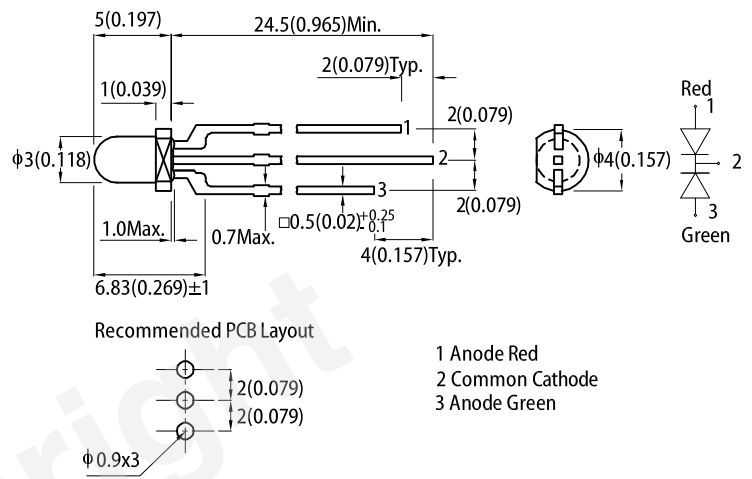 5(0.197)
24.5(0.965)Min.
2(0.079)Typ.
1(0.039)
2(0.079)
Red
1
1
ϕ3(0.118)
2
ϕ4(0.157)
2
3
2(0.079)
3
□0.5(0.02)+0.25
-0.1
1.0Max.
0.7Max.
Green
4(0.157)Typ.
6.83(0.269)±1
Recommended PCB Layout
1 Anode Red
2 Common Cathode
3 Anode Green
2(0.079)
2(0.079)
ϕ0.9x3
right